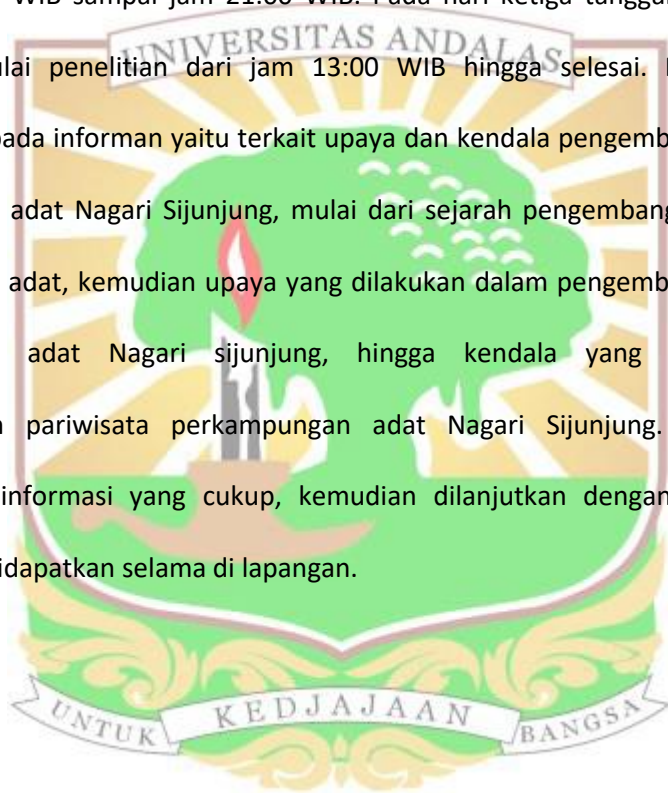 WIB sampai jam 21:00 WIB. Pada hari ketiga tanggal
UNIVERSITAS ANDALAS
ulai penelitian dari jam 13:00 WIB hingga selesai.
pada informan yaitu terkait upaya dan kendala pengemb
adat Nagari Sijunjung, mulai dari sejarah pengembang
adat, kemudian upaya yang dilakukan dalam pengemb
adat Nagari sijunjung, hingga kendala yang
pariwisata perkampungan adat Nagari Sijunjung.
informasi yang cukup, kemudian dilanjutkan dengan
idapatkan selama di lapangan.
UNTUK KEDJAJAAN BANGSA